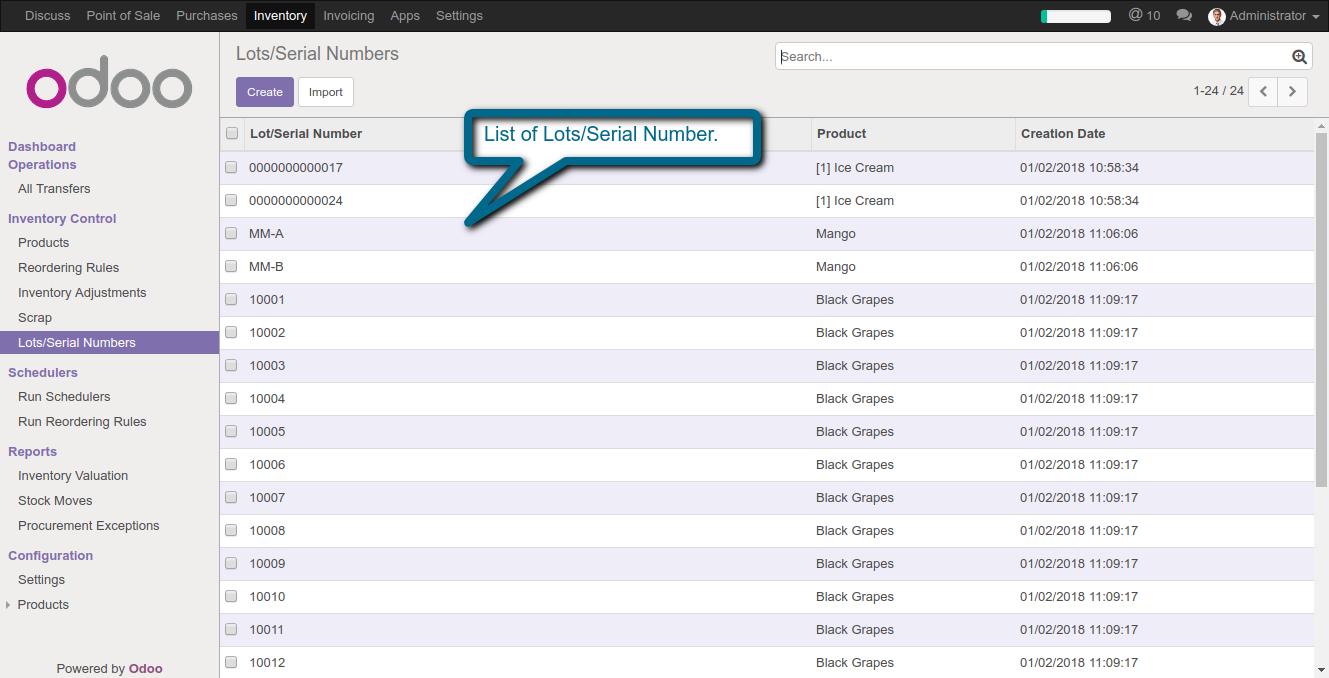 Discuss Point of Sale Purchases Inventory Invoicing Apps Settings @ 10 Administrator
odoo
Dashboard
Operations
All Transfers
Inventory Control
Products
Reordering Rules
Inventory Adjustments
Scrap
Lots/Serial Numbers
Schedulers
Run Schedulers
Run Reordering Rules
Reports
Inventory Valuation
Stock Moves
Procurement Exceptions
Configuration
Settings
Products
Powered by Odoo
Lots/Serial Numbers
Search...
Create Import
1-24 / 24
List of Lots/Serial Number.
Lot/Serial Number Product Creation Date
0000000000017 [1] Ice Cream 01/02/2018 10:58:34
0000000000024 [1] Ice Cream 01/02/2018 10:58:34
MM-A Mango 01/02/2018 11:06:06
MM-B Mango 01/02/2018 11:06:06
10001 Black Grapes 01/02/2018 11:09:17
10002 Black Grapes 01/02/2018 11:09:17
10003 Black Grapes 01/02/2018 11:09:17
10004 Black Grapes 01/02/2018 11:09:17
10005 Black Grapes 01/02/2018 11:09:17
10006 Black Grapes 01/02/2018 11:09:17
10007 Black Grapes 01/02/2018 11:09:17
10008 Black Grapes 01/02/2018 11:09:17
10009 Black Grapes 01/02/2018 11:09:17
10010 Black Grapes 01/02/2018 11:09:17
10011 Black Grapes 01/02/2018 11:09:17
10012 Black Grapes 01/02/2018 11:09:17